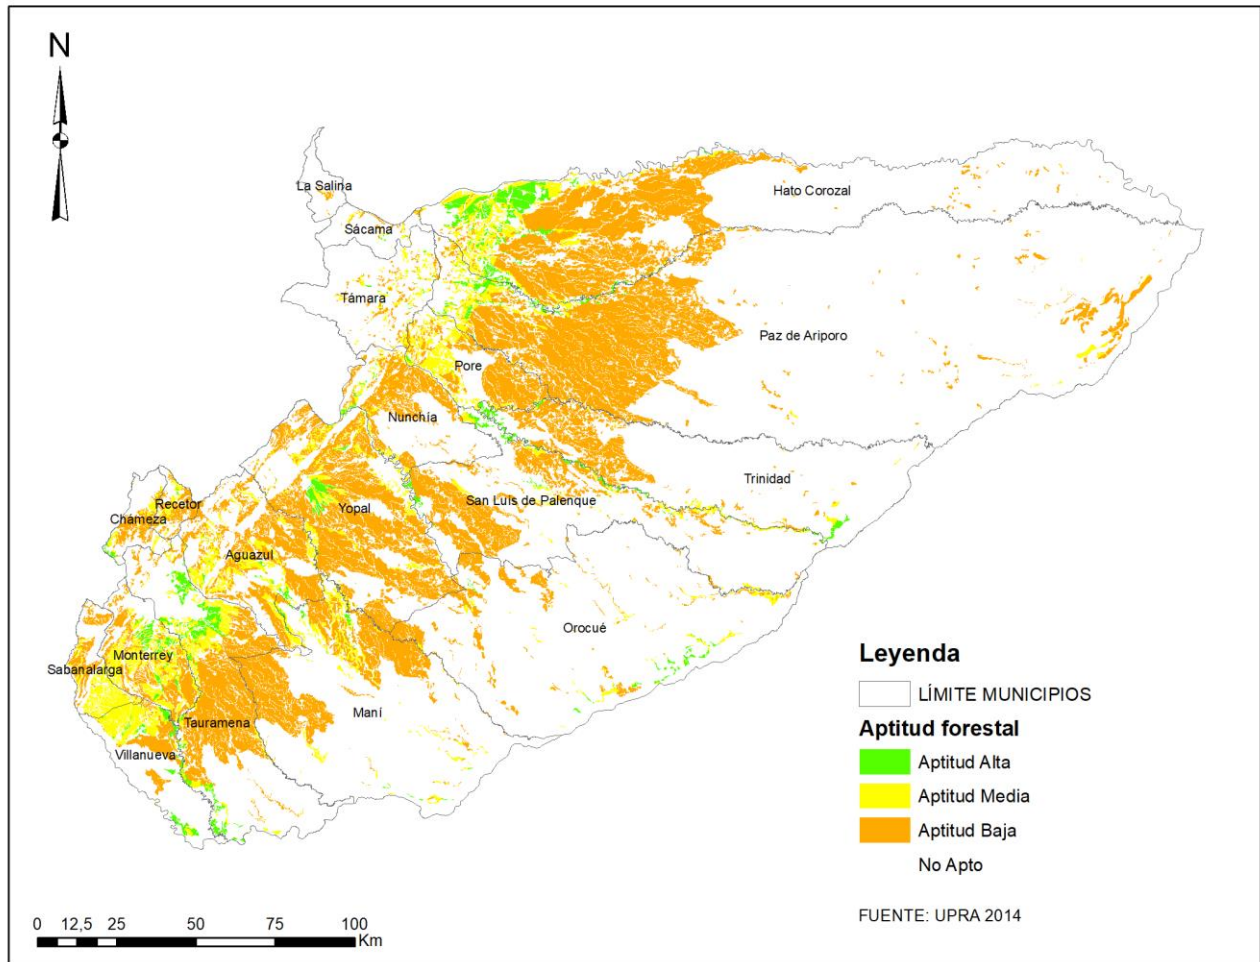 N
La Salina
Hato Corozal
Sácama
Támara
Paz de Ariporo
Pore
Nunchía
Trinidad
San Luis de Palenque
Recetor
Yopal
Chámeza
Aguazul
Orocué
Monterrey
Sabanalarga
Maní
Tauramena
Villanueva
Leyenda
LÍMITE MUNICIPIOS
Aptitud forestal
Aptitud Alta
Aptitud Media
Aptitud Baja
No Apto
FUENTE: UPRA 2014
0 12,5 25 50 75 100
Km